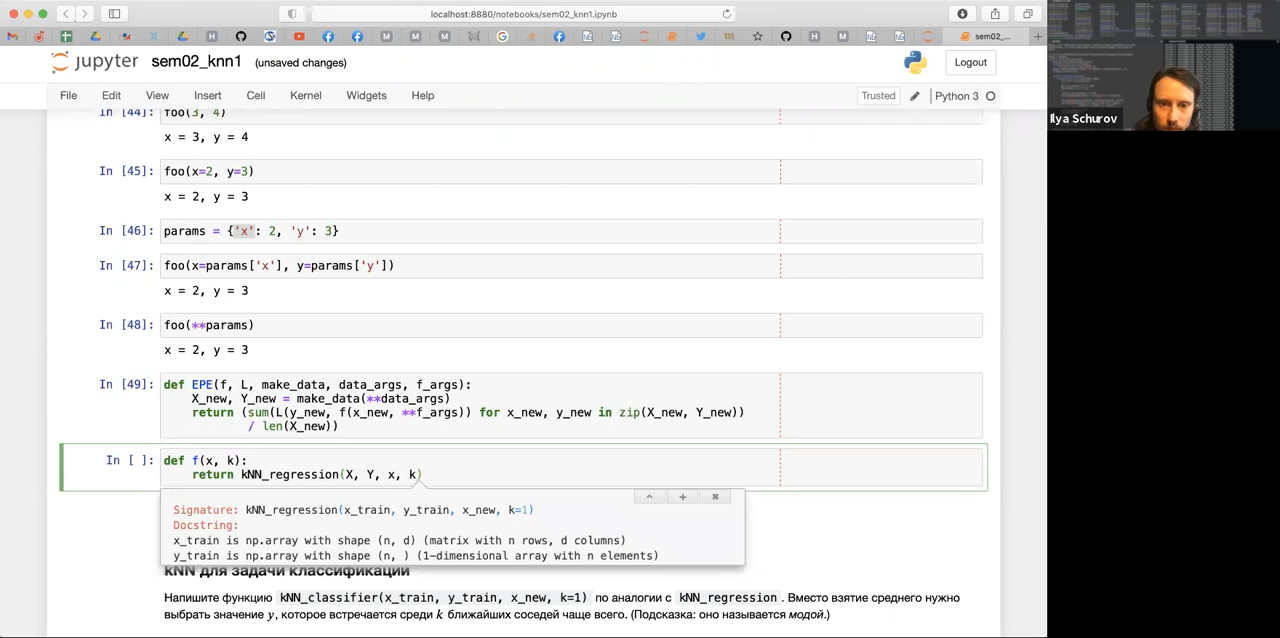 localhost:8880/notebooks/sem02_knn1.ipynb
sem02_...
jupyter sem02_knn1 (unsaved changes)
Logout
File Edit View Insert Cell Kernel Widgets Help
Trusted Python 3
Ilya Schurov
In [44]: foo(3, 4)
x = 3, y = 4
In [45]: foo(x=2, y=3)
x = 2, y = 3
In [46]: params = {'x': 2, 'y': 3}
In [47]: foo(x=params['x'], y=params['y'])
x = 2, y = 3
In [48]: foo(**params)
x = 2, y = 3
In [49]: def EPE(f, L, make_data, data_args, f_args):
X_new, Y_new = make_data(**data_args)
return (sum(L(y_new, f(x_new, **f_args)) for x_new, y_new in zip(X_new, Y_new))
/ len(X_new))
In [ ]: def f(x, k):
return kNN_regression(X, Y, x, k)
Signature: kNN_regression(x_train, y_train, x_new, k=1)
Docstring:
x_train is np.array with shape (n, d) (matrix with n rows, d columns)
y_train is np.array with shape (n, ) (1-dimensional array with n elements)
kNN для задачи классификации
Напишите функцию kNN_classifier(x_train, y_train, x_new, k=1) по аналогии с kNN_regression. Вместо взятие среднего нужно
выбрать значение y, которое встречается среди k ближайших соседей чаще всего. (Подсказка: оно называется модой.)